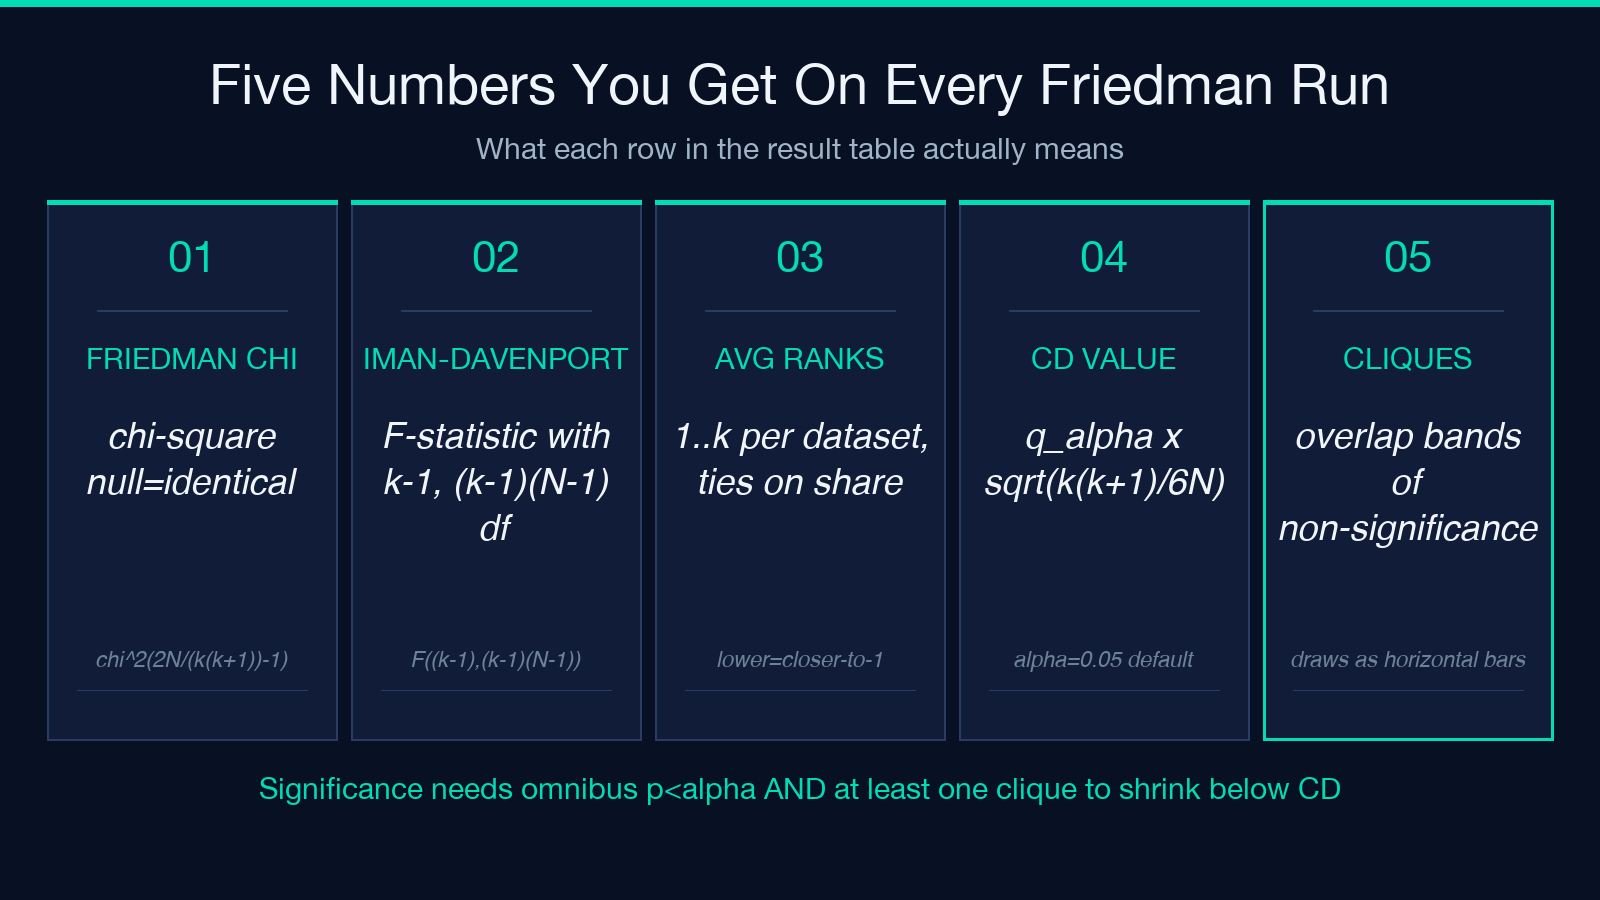 Five Numbers You Get On Every Friedman Run
What each row in the result table actually means
01
FRIEDMAN CHI
chi-square
null=identical
chi^2(2N/(k(k+1))-1)
02
IMAN-DAVENPORT
F-statistic with
k-1, (k-1)(N-1)
df
F((k-1),(k-1)(N-1))
03
AVG RANKS
1..k per dataset,
ties on share
lower=closer-to-1
04
CD VALUE
q_alpha x
sqrt(k(k+1)/6N)
alpha=0.05 default
05
CLIQUES
overlap bands
of
non-significance
draws as horizontal bars
Significance needs omnibus p<alpha AND at least one clique to shrink below CD